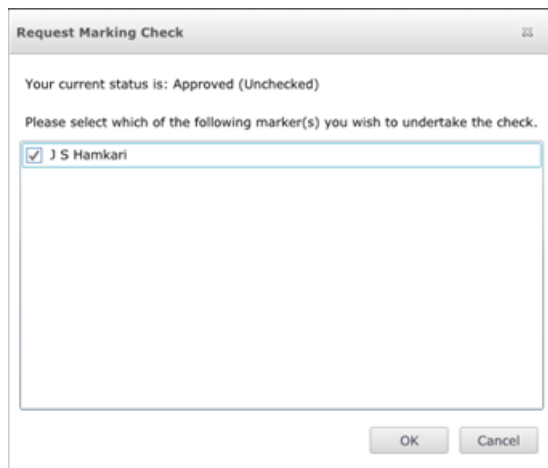 Request Marking Check
Your current status is: Approved (Unchecked)
Please select which of the following marker(s) you wish to undertake the check.
J S Hamkari
OK
Cancel